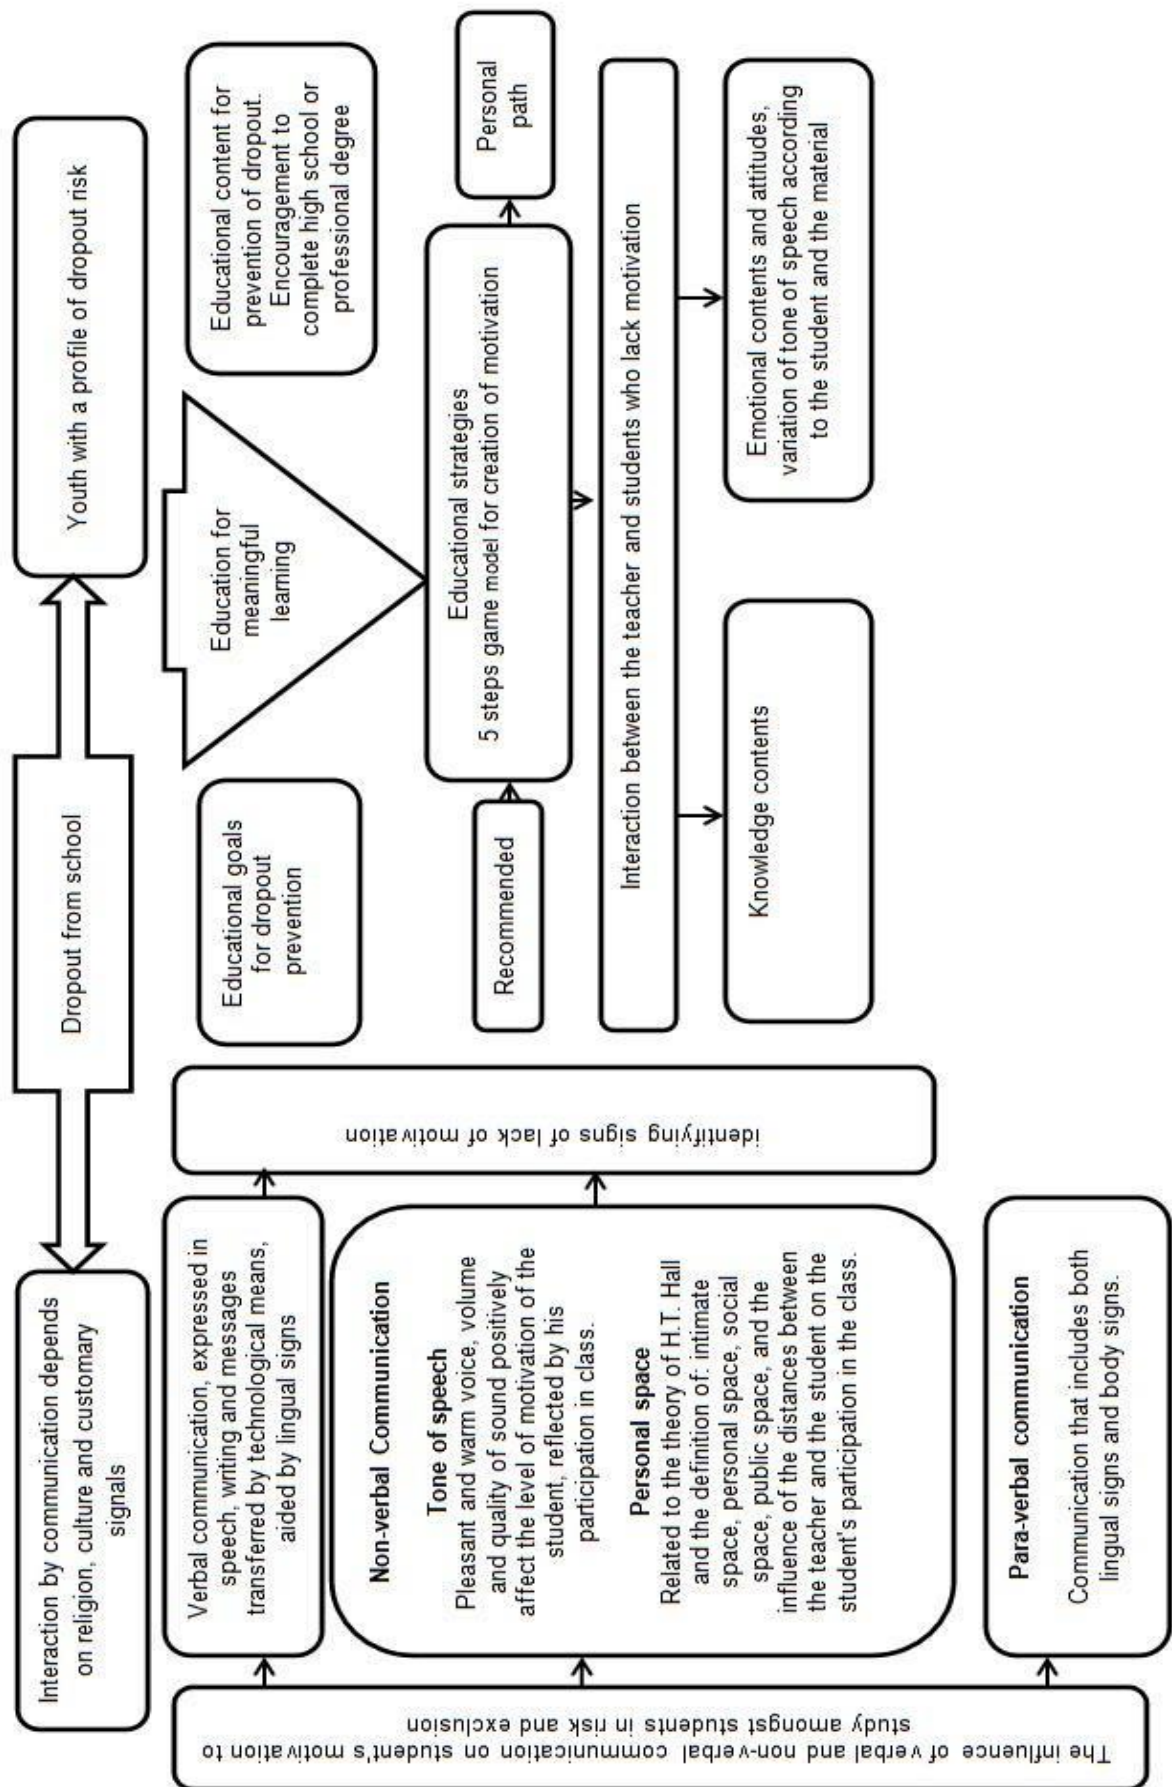 Interaction by communication depends
on religion, culture and customary
signals
Dropout from school
Youth with a profile of dropout risk
The influence of verbal and non-verbal communication on student's motivation to
study amongst students in risk and exclusion
Verbal communication, expressed in
speech, writing and messages
transferred by technological means,
aided by lingual signs
Non-verbal Communication
Tone of speech
Pleasant and warm voice, volume
and quality of sound positively
affect the level of motivation of the
student, reflected by his
participation in class.
Personal space
Related to the theory of H.T. Hall
and the definition of: intimate
space, personal space, social
space, public space, and the
influence of the distances between
the teacher and the student on the
student's participation in the class.
Para-verbal communication
Communication that includes both
lingual signs and body signs.
identifying signs of lack of motivation
Educational goals
for dropout
prevention
Education for
meaningful
learning
Educational content for
prevention of dropout.
Encouragement to
complete high school or
professional degree
Recommended
Educational strategies
5 steps game model for creation of motivation
Personal
path
Interaction between the teacher and students who lack motivation
Knowledge contents
Emotional contents and attitudes,
variation of tone of speech according
to the student and the material